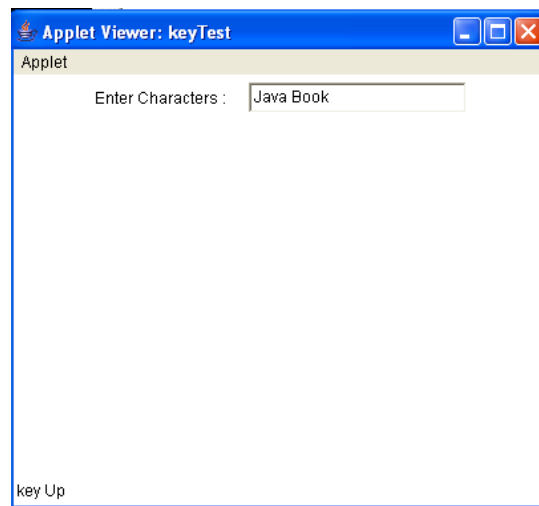 Applet Viewer: keyTest
Applet
Enter Characters : Java Book
key Up